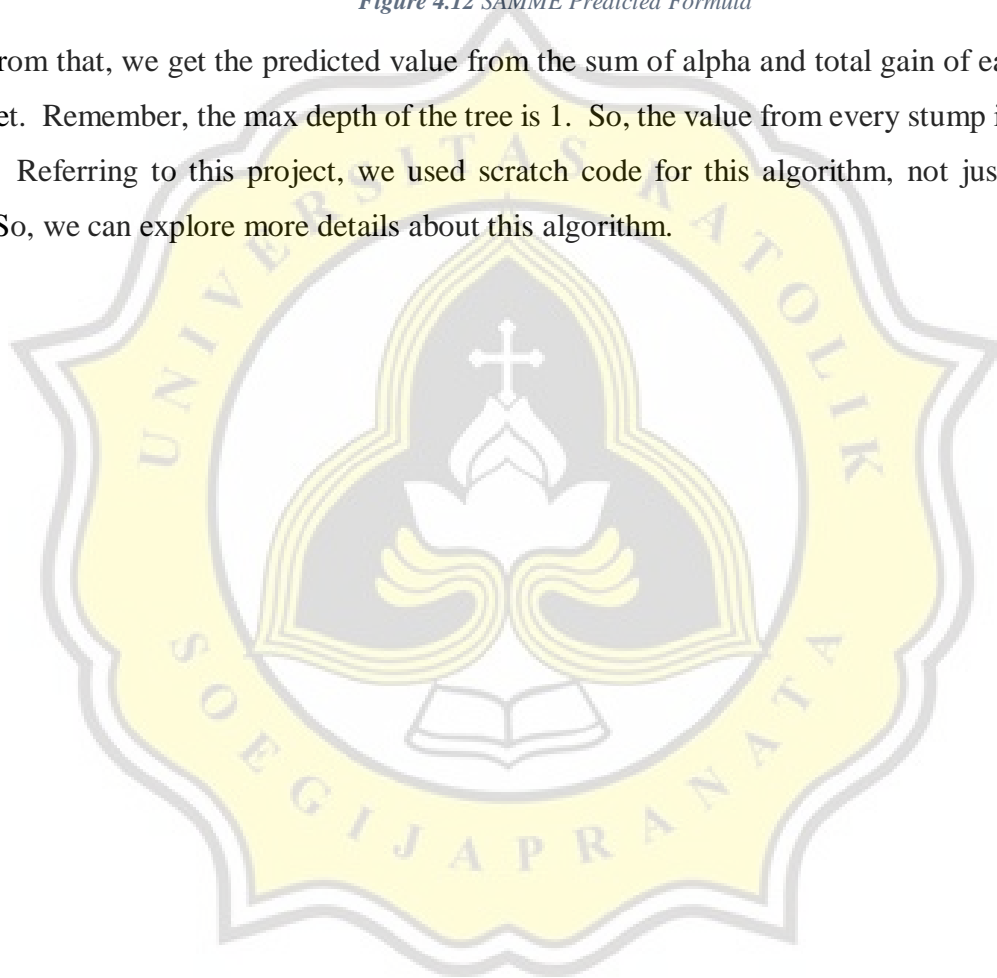 Figure 4.12 SAMME Predicted Formula
rom that, we get the predicted value from the sum of alpha and total gain of ea
et. Remember, the max depth of the tree is 1. So, the value from every stump i
Referring to this project, we used scratch code for this algorithm, not jus
So, we can explore more details about this algorithm.
UNIVERSITAS KATOLIK
SOEGIJAPRANATA